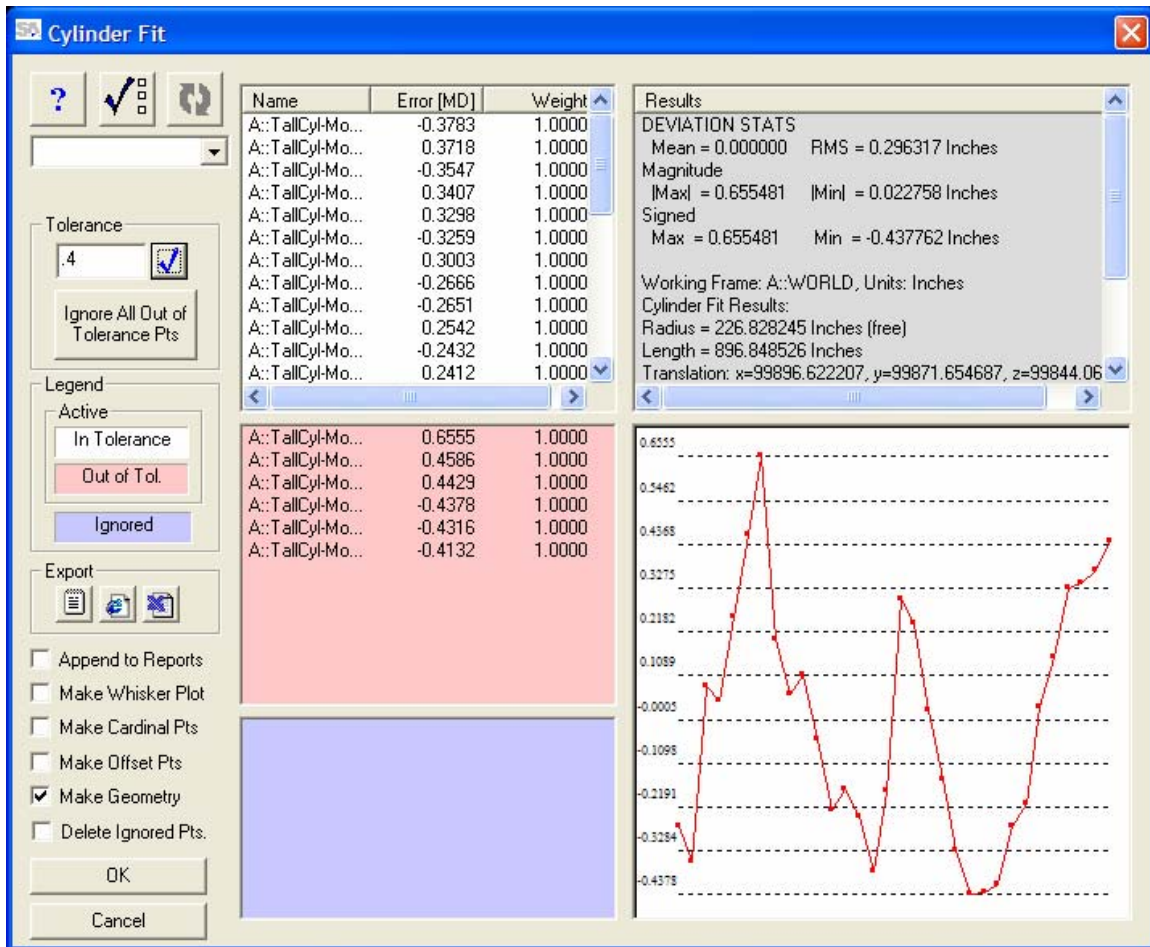 SA Cylinder Fit
?
Tolerance
.4
Ignore All Out of
Tolerance Pts
Legend
Active
In Tolerance
Out of Tol.
Ignored
Export
Append to Reports
Make Whisker Plot
Make Cardinal Pts
Make Offset Pts
Make Geometry
Delete Ignored Pts.
OK
Cancel
Name Error [MD] Weight
A::TallCyl-Mo... -0.3783 1.0000
A::TallCyl-Mo... 0.3718 1.0000
A::TallCyl-Mo... -0.3547 1.0000
A::TallCyl-Mo... 0.3407 1.0000
A::TallCyl-Mo... 0.3298 1.0000
A::TallCyl-Mo... -0.3259 1.0000
A::TallCyl-Mo... 0.3003 1.0000
A::TallCyl-Mo... -0.2666 1.0000
A::TallCyl-Mo... -0.2651 1.0000
A::TallCyl-Mo... 0.2542 1.0000
A::TallCyl-Mo... -0.2432 1.0000
A::TallCyl-Mo... 0.2412 1.0000
A::TallCyl-Mo... 0.6555 1.0000
A::TallCyl-Mo... 0.4586 1.0000
A::TallCyl-Mo... 0.4429 1.0000
A::TallCyl-Mo... -0.4378 1.0000
A::TallCyl-Mo... -0.4316 1.0000
A::TallCyl-Mo... -0.4132 1.0000
Results
DEVIATION STATS
Mean = 0.000000 RMS = 0.296317 Inches
Magnitude
|Max| = 0.655481 |Min| = 0.022758 Inches
Signed
Max = 0.655481 Min = -0.437762 Inches
Working Frame: A::WORLD, Units: Inches
Cylinder Fit Results:
Radius = 226.828245 Inches (free)
Length = 896.848526 Inches
Translation: x=99896.622207, y=99871.654687, z=99844.06
0.6555
0.5462
0.4368
0.3275
0.2182
0.1089
-0.0005
-0.1098
-0.2191
-0.3284
-0.4378